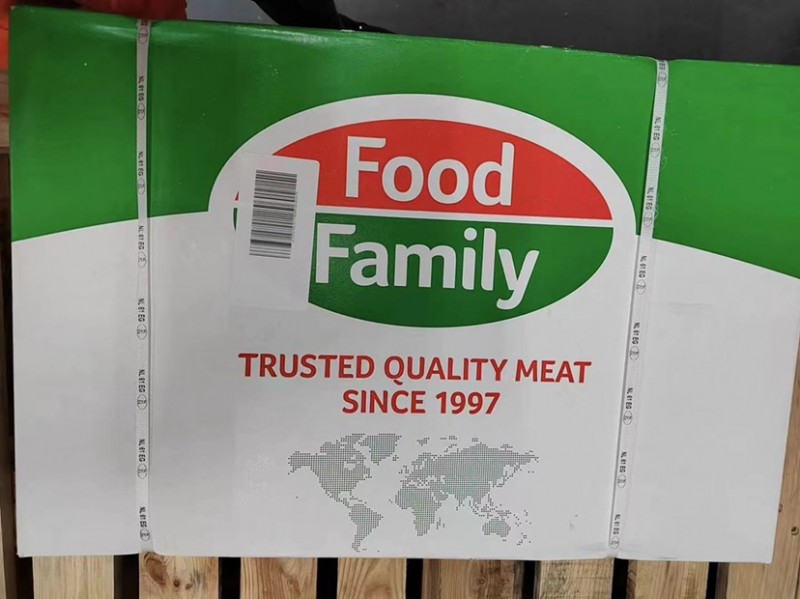 Food
Family
TRUSTED QUALITY MEAT
SINCE 1997